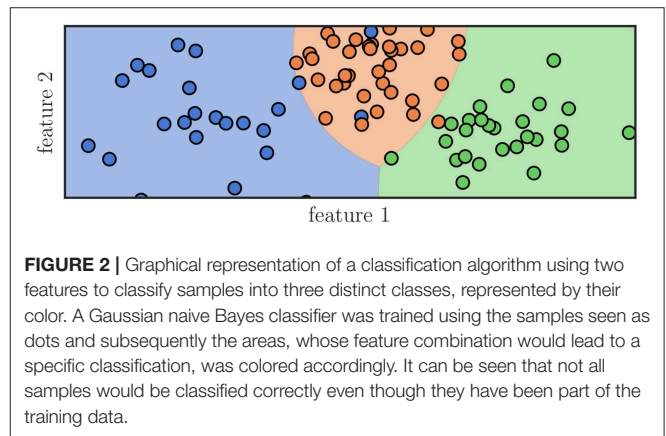 feature 2
feature 1
FIGURE 2 | Graphical representation of a classification algorithm using two
features to classify samples into three distinct classes, represented by their
color. A Gaussian naive Bayes classifier was trained using the samples seen as
dots and subsequently the areas, whose feature combination would lead to a
specific classification, was colored accordingly. It can be seen that not all
samples would be classified correctly even though they have been part of the
training data.